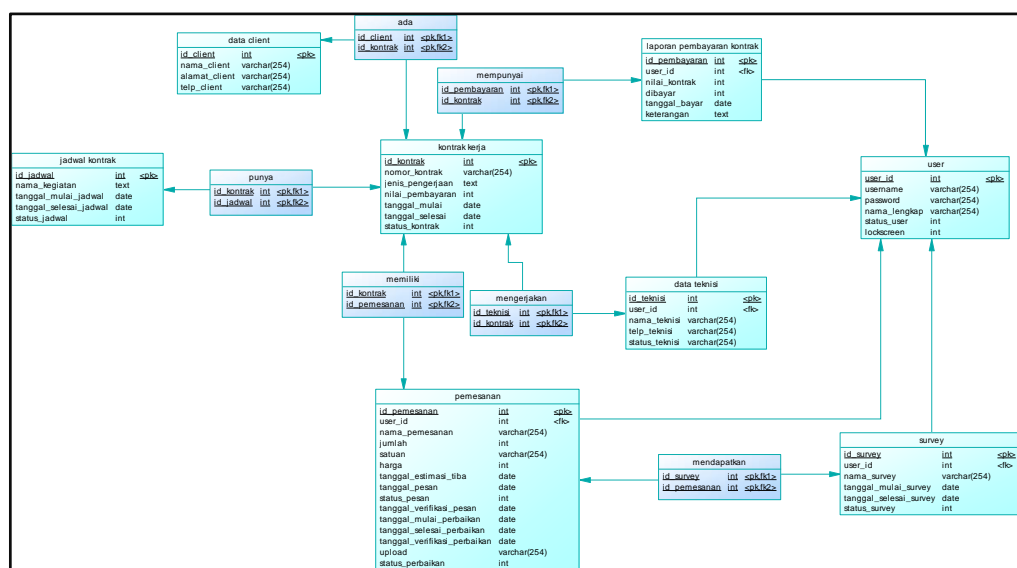 ada
id_client int <pk,fk1>
id_kontrak int <pk,fk2>
data client
id_client int <pk>
nama_client varchar(254)
alamat_client varchar(254)
telp_client varchar(254)
laporan pembayaran kontrak
id_pembayaran int <pk>
user_id int <fk>
nilai_kontrak int
dibayar int
tanggal_bayar date
keterangan text
mempunyai
id_pembayaran int <pk,fk1>
id_kontrak int <pk,fk2>
kontrak kerja
id_kontrak int <pk>
nomor_kontrak varchar(254)
jenis_pengerjaan text
nilai_pembayaran int
tanggal_mulai date
tanggal_selesai date
status_kontrak int
jadwal kontrak
id_jadwal int <pk>
nama_kegiatan text
tanggal_mulai_jadwal date
tanggal_selesai_jadwal date
status_jadwal int
punya
id_kontrak int <pk,fk1>
id_jadwal int <pk,fk2>
user
user_id int <pk>
username varchar(254)
password varchar(254)
nama_lengkap varchar(254)
status_user int
lockscreen int
memiliki
id_kontrak int <pk,fk1>
id_pemesanan int <pk,fk2>
mengerjakan
id_teknisi int <pk,fk1>
id_kontrak int <pk,fk2>
data teknisi
id_teknisi int <pk>
user_id int <fk>
nama_teknisi varchar(254)
telp_teknisi varchar(254)
status_teknisi varchar(254)
pemesanan
id_pemesanan int <pk>
user_id int <fk>
nama_pemesanan varchar(254)
jumlah int
satuan varchar(254)
harga int
tanggal_estimasi_tiba date
tanggal_pesan date
status_pesan int
tanggal_verifikasi_pesan date
tanggal_mulai_perbaikan date
tanggal_selesai_perbaikan date
tanggal_verifikasi_perbaikan date
upload varchar(254)
status_perbaikan int
mendapatkan
id_survey int <pk,fk1>
id_pemesanan int <pk,fk2>
survey
id_survey int <pk>
user_id int <fk>
nama_survey varchar(254)
tanggal_mulai_survey date
tanggal_selesai_survey date
status_survey int